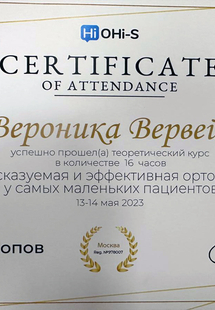 Hi OHi-S
CERTIFICATE
OF ATTENDANCE
Вероника Вервей
успешно прошел(а) теоретический курс
в количестве 16 часов
сказуемая и эффективная орто
у самых маленьких пациентов
13-14 мая 2023
опов
Москва